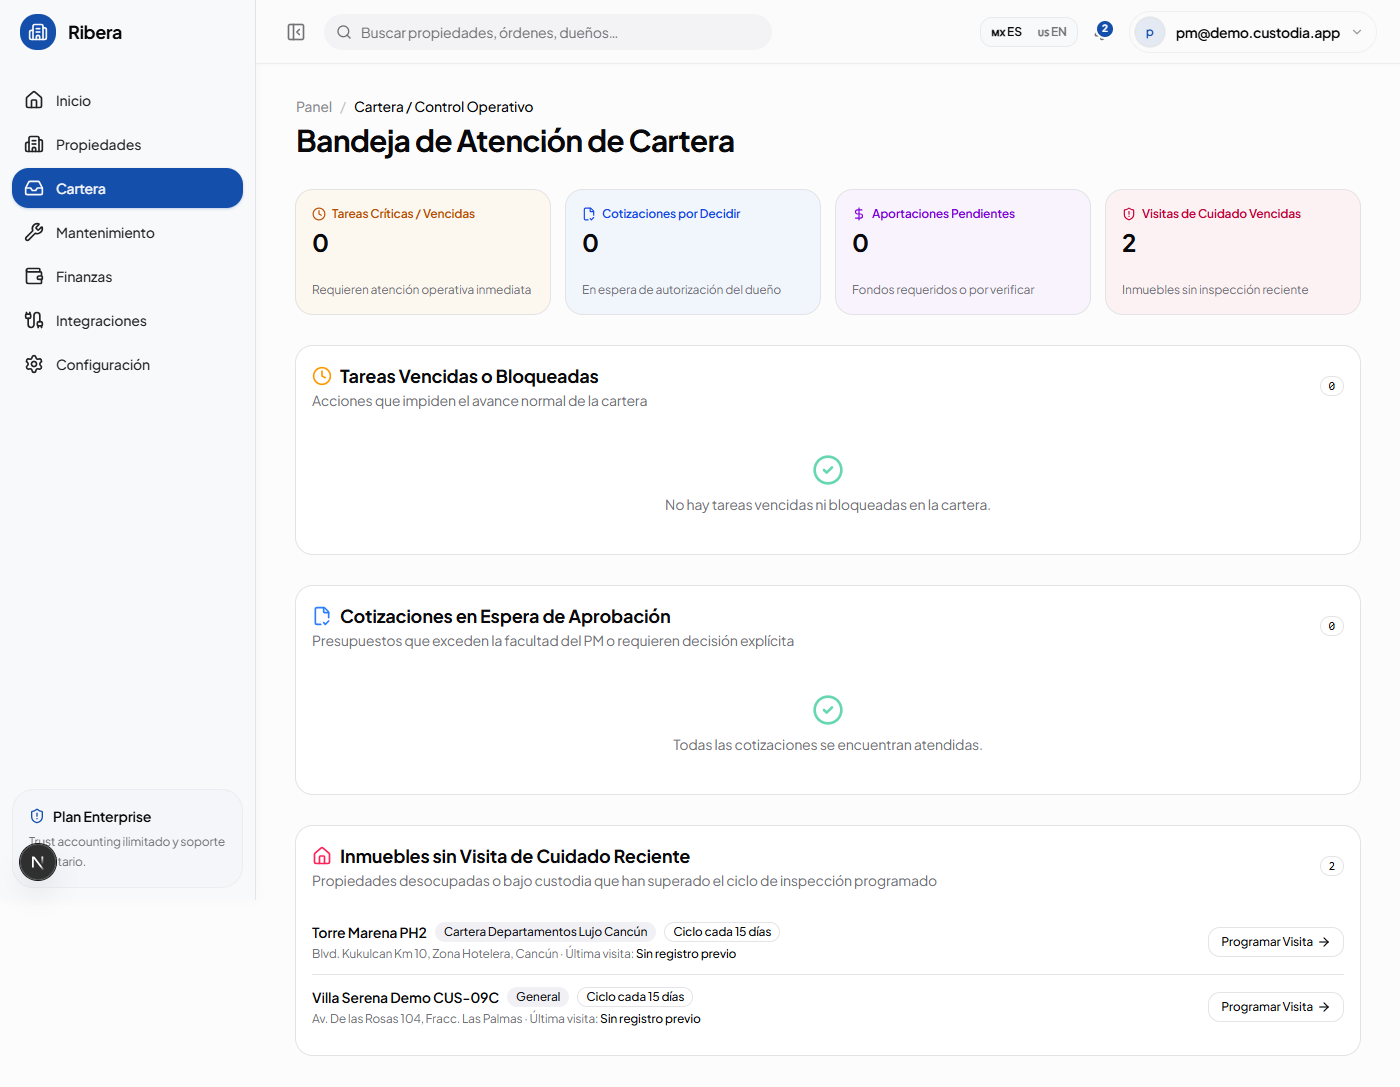 Ribera
Buscar propiedades, órdenes, dueños...
MX ES
US EN
2
p
pm@demo.custodia.app
Inicio
Propiedades
Cartera
Mantenimiento
Finanzas
Integraciones
Configuración
Plan Enterprise
Trust accounting ilimitado y soporte
tario.
N
Panel / Cartera / Control Operativo
Bandeja de Atención de Cartera
Tareas Críticas / Vencidas
0
Requieren atención operativa inmediata
Cotizaciones por Decidir
0
En espera de autorización del dueño
$ Aportaciones Pendientes
0
Fondos requeridos o por verificar
Visitas de Cuidado Vencidas
2
Inmuebles sin inspección reciente
Tareas Vencidas o Bloqueadas
Acciones que impiden el avance normal de la cartera
0
No hay tareas vencidas ni bloqueadas en la cartera.
Cotizaciones en Espera de Aprobación
Presupuestos que exceden la facultad del PM o requieren decisión explícita
0
Todas las cotizaciones se encuentran atendidas.
Inmuebles sin Visita de Cuidado Reciente
Propiedades desocupadas o bajo custodia que han superado el ciclo de inspección programado
2
Torre Marena PH2 Cartera Departamentos Lujo Cancún Ciclo cada 15 días
Blvd. Kukulcan Km 10, Zona Hotelera, Cancún · Última visita: Sin registro previo
Programar Visita →
Villa Serena Demo CUS-09C General Ciclo cada 15 días
Av. De las Rosas 104, Fracc. Las Palmas · Última visita: Sin registro previo
Programar Visita →